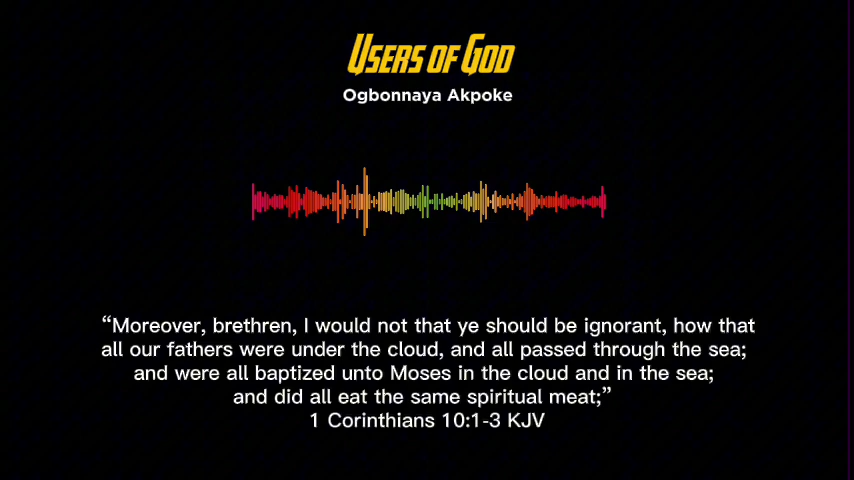 USERS OF GOD
Ogbonnaya Akpoke
“Moreover, brethren, I would not that ye should be ignorant, how that
all our fathers were under the cloud, and all passed through the sea;
and were all baptized unto Moses in the cloud and in the sea;
and did all eat the same spiritual meat;”
1 Corinthians 10:1-3 KJV